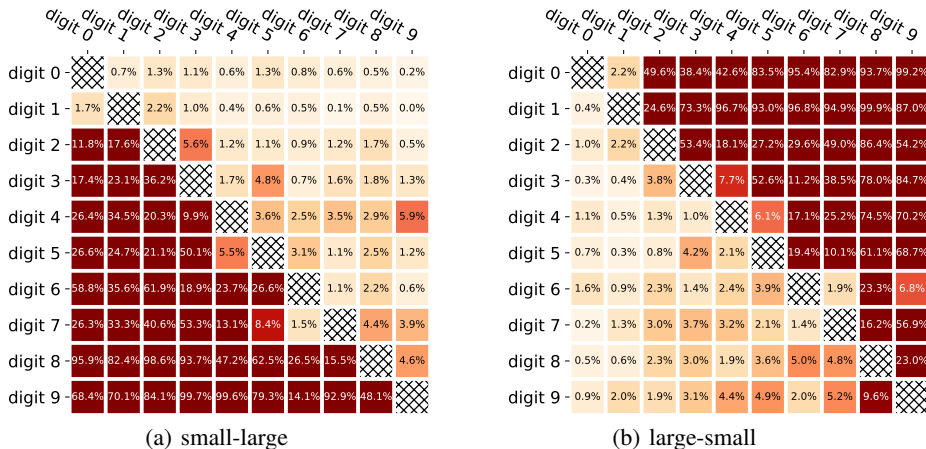 digit 0 digit 1 digit 2 digit 3 digit 4 digit 5 digit 6 digit 7 digit 8 digit 9
digit 0 0.7% 1.3% 1.1% 0.6% 1.3% 0.8% 0.6% 0.5% 0.2%
digit 1 1.7% 2.2% 1.0% 0.4% 0.6% 0.5% 0.1% 0.5% 0.0%
digit 2 11.8% 17.6% 5.6% 1.2% 1.1% 0.9% 1.2% 1.7% 0.5%
digit 3 17.4% 23.1% 36.2% 1.7% 4.8% 0.7% 1.6% 1.8% 1.3%
digit 4 26.4% 34.5% 20.3% 9.9% 3.6% 2.5% 3.5% 2.9% 5.9%
digit 5 26.6% 24.7% 21.1% 50.1% 5.5% 3.1% 1.1% 2.5% 1.2%
digit 6 58.8% 35.6% 61.9% 18.9% 23.7% 26.6% 1.1% 2.2% 0.6%
digit 7 26.3% 33.3% 40.6% 53.3% 13.1% 8.4% 1.5% 4.4% 3.9%
digit 8 95.9% 82.4% 98.6% 93.7% 47.2% 62.5% 26.5% 15.5% 4.6%
digit 9 68.4% 70.1% 84.1% 99.7% 99.6% 79.3% 14.1% 92.9% 48.1%
(a) small-large
digit 0 digit 1 digit 2 digit 3 digit 4 digit 5 digit 6 digit 7 digit 8 digit 9
digit 0 2.2% 49.6% 38.4% 42.6% 83.5% 95.4% 82.9% 93.7% 99.2%
digit 1 0.4% 24.6% 73.3% 96.7% 93.0% 96.8% 94.9% 99.9% 87.0%
digit 2 1.0% 2.2% 53.4% 18.1% 27.2% 29.6% 49.0% 86.4% 54.2%
digit 3 0.3% 0.4% 3.8% 7.7% 52.6% 11.2% 38.5% 78.0% 84.7%
digit 4 1.1% 0.5% 1.3% 1.0% 6.1% 17.1% 25.2% 74.5% 70.2%
digit 5 0.7% 0.3% 0.8% 4.2% 2.1% 19.4% 10.1% 61.1% 68.7%
digit 6 1.6% 0.9% 2.3% 1.4% 2.4% 3.9% 1.9% 23.3% 6.8%
digit 7 0.2% 1.3% 3.0% 3.7% 3.2% 2.1% 1.4% 16.2% 56.9%
digit 8 0.5% 0.6% 2.3% 3.0% 1.9% 3.6% 5.0% 4.8% 23.0%
digit 9 0.9% 2.0% 1.9% 3.1% 4.4% 4.9% 2.0% 5.2% 9.6%
(b) large-small